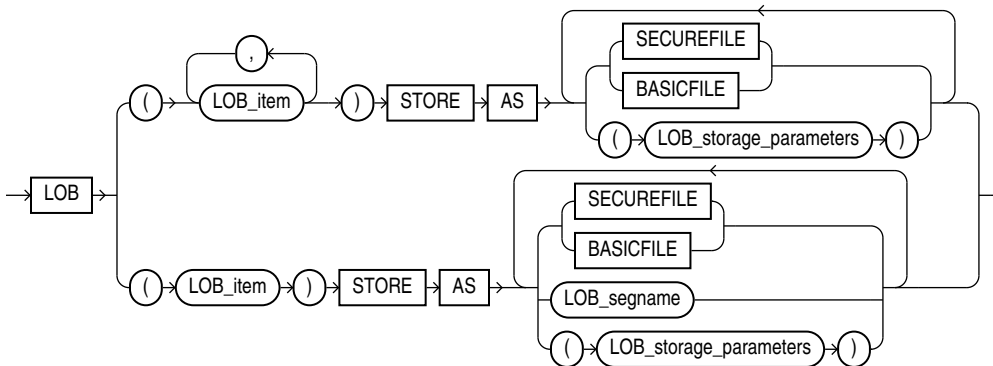 ,
SECUREFILE
BASICFILE
( LOB_item ) STORE AS
( LOB_storage_parameters )
LOB
SECUREFILE
BASICFILE
( LOB_item ) STORE AS
LOB_segname
( LOB_storage_parameters )